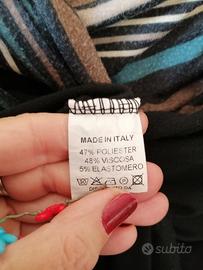 MADE IN ITALY
47% POLIESTER
48% VISCOSA
5% ELASTOMERO
subito